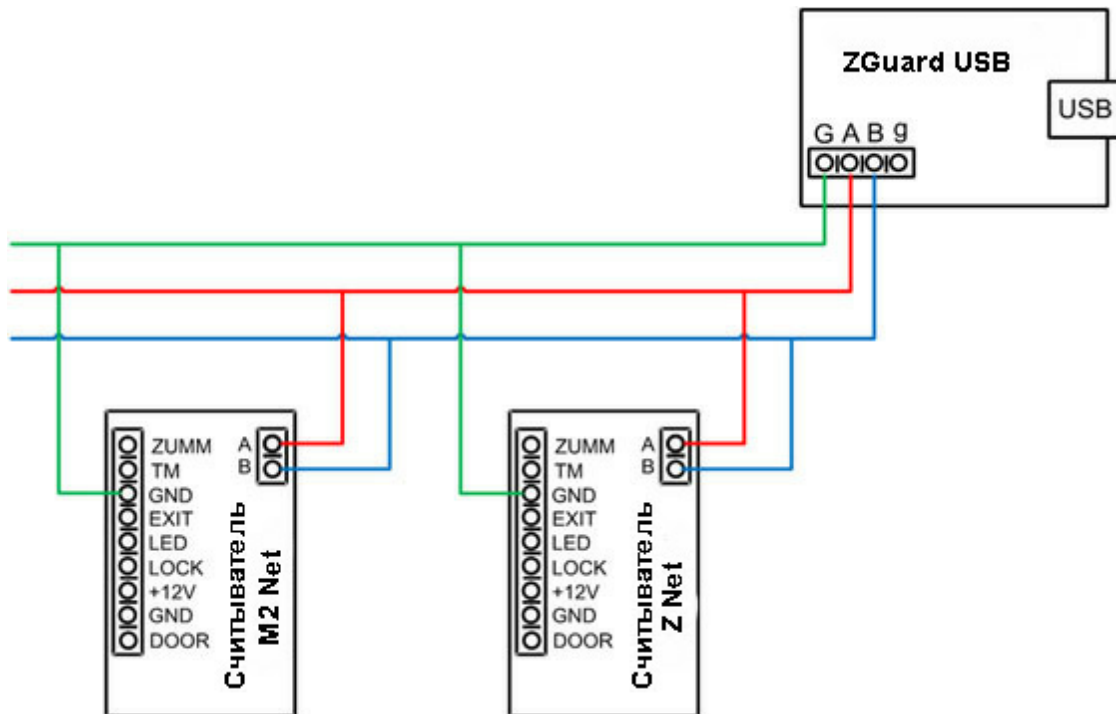 ZGuard USB
USB
G A B g
ZUMM
TM
GND
EXIT
LED
LOCK
+12V
GND
DOOR
A
B
Считыватель
M2 Net
ZUMM
TM
GND
EXIT
LED
LOCK
+12V
GND
DOOR
A
B
Считыватель
Z Net